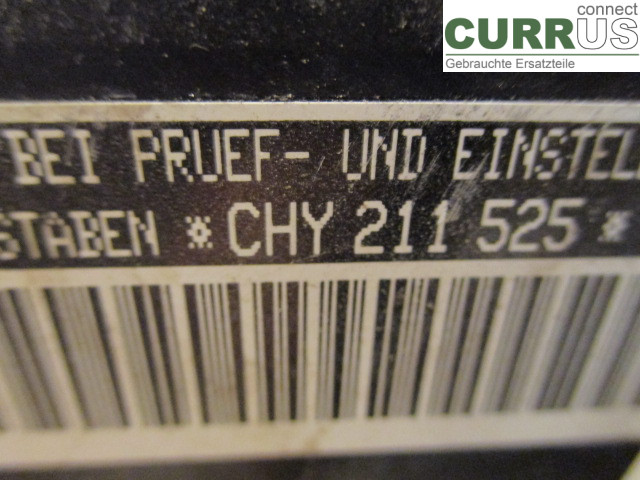 connect
CURRUS
Gebrauchte Ersatzteile
BEI PRUEF- UND EINSTEL
STABEN *CHY 211 525*